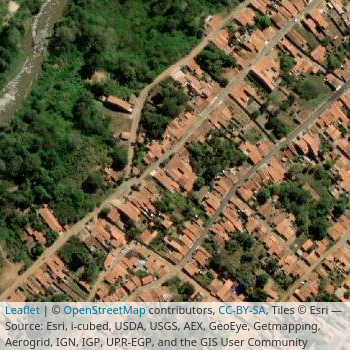 Leaflet | © OpenStreetMap contributors, CC-BY-SA, Tiles © Esri —
Source: Esri, i-cubed, USDA, USGS, AEX, GeoEye, Getmapping,
Aerogrid, IGN, IGP, UPR-EGP, and the GIS User Community